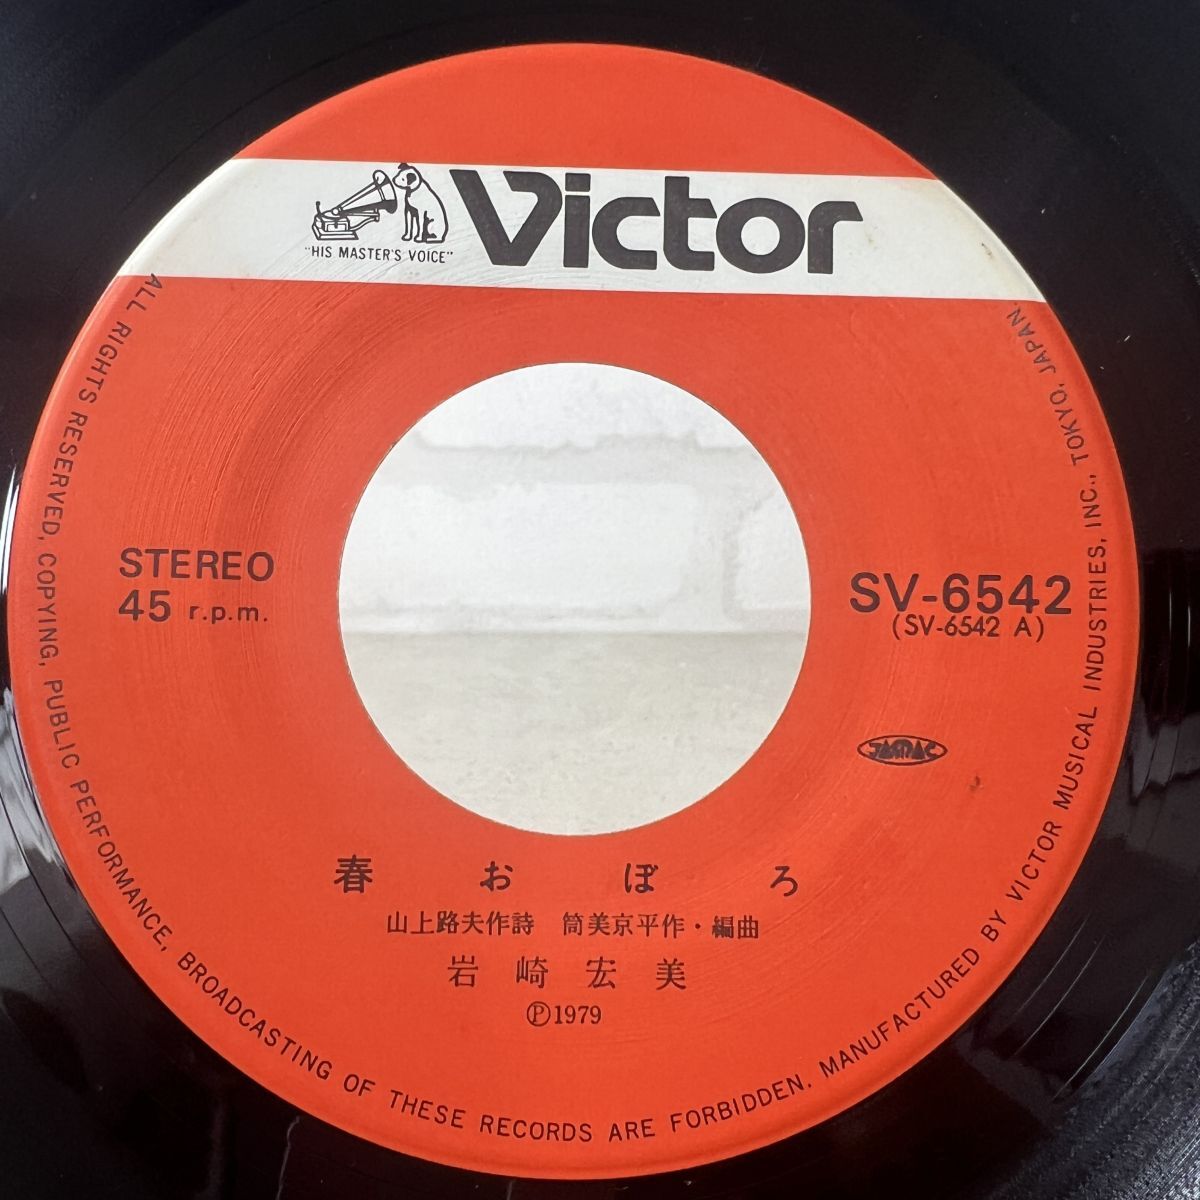 "HIS MASTER'S VOICE"
Victor
STEREO
45 r.p.m.
SV-6542
(SV-6542 A)
JASRAC
春おぼろ
山上路夫作詩 筒美京平作・編曲
岩崎宏美
Ⓟ1979
ALL RIGHTS RESERVED, COPYING, PUBLIC PERFORMANCE, BROADCASTING OF THESE RECORDS ARE FORBIDDEN. MANUFACTURED BY VICTOR MUSICAL INDUSTRIES, INC., TOKYO, JAPAN.